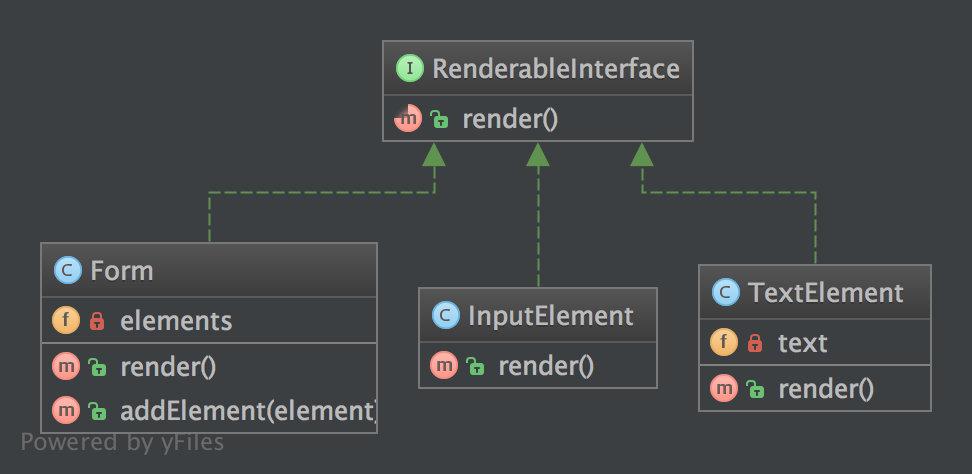 I RenderableInterface
m render()
C Form
f elements
m render()
m addElement(element)
C InputElement
m render()
C TextElement
f text
m render()
Powered by yFiles